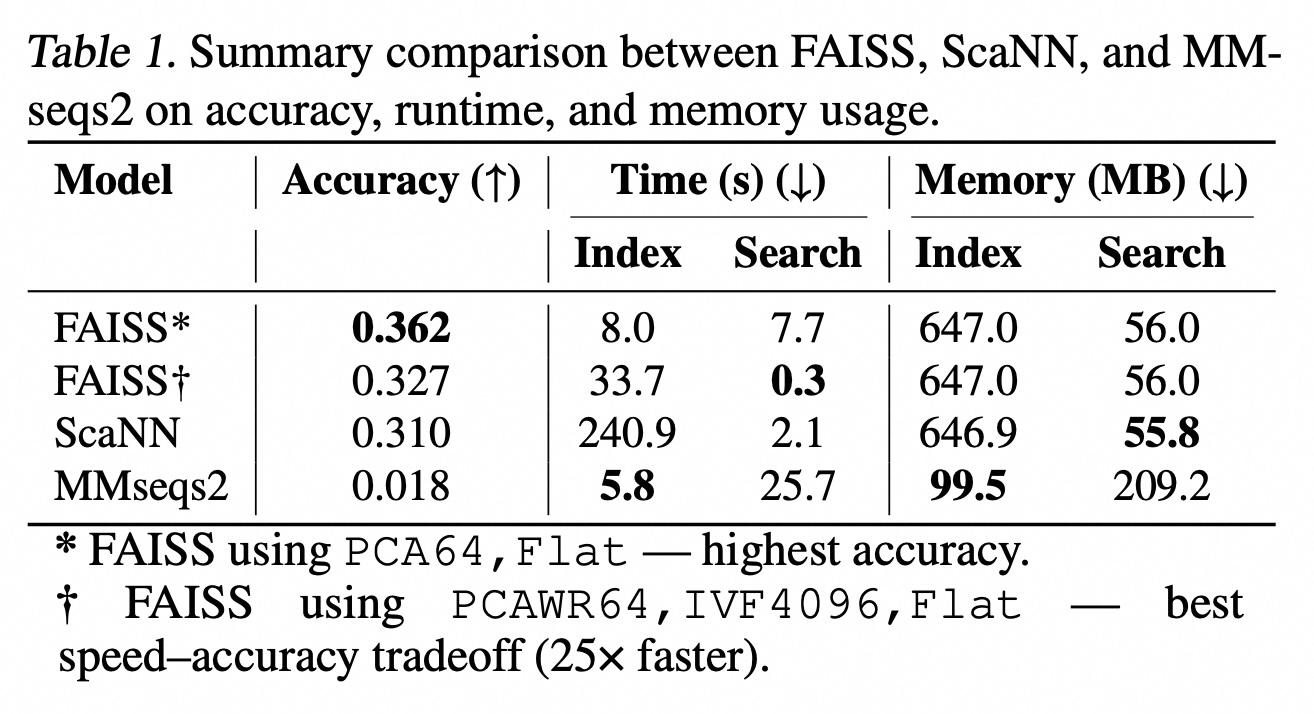 Table 1. Summary comparison between FAISS, ScaNN, and MM-
seqs2 on accuracy, runtime, and memory usage.
Model Accuracy (↑) Time (s) (↓) Memory (MB) (↓)
Index Search Index Search
FAISS* 0.362 8.0 7.7 647.0 56.0
FAISS† 0.327 33.7 0.3 647.0 56.0
ScaNN 0.310 240.9 2.1 646.9 55.8
MMseqs2 0.018 5.8 25.7 99.5 209.2
* FAISS using PCA64,Flat — highest accuracy.
† FAISS using PCAWR64,IVF4096,Flat — best
speed–accuracy tradeoff (25× faster).